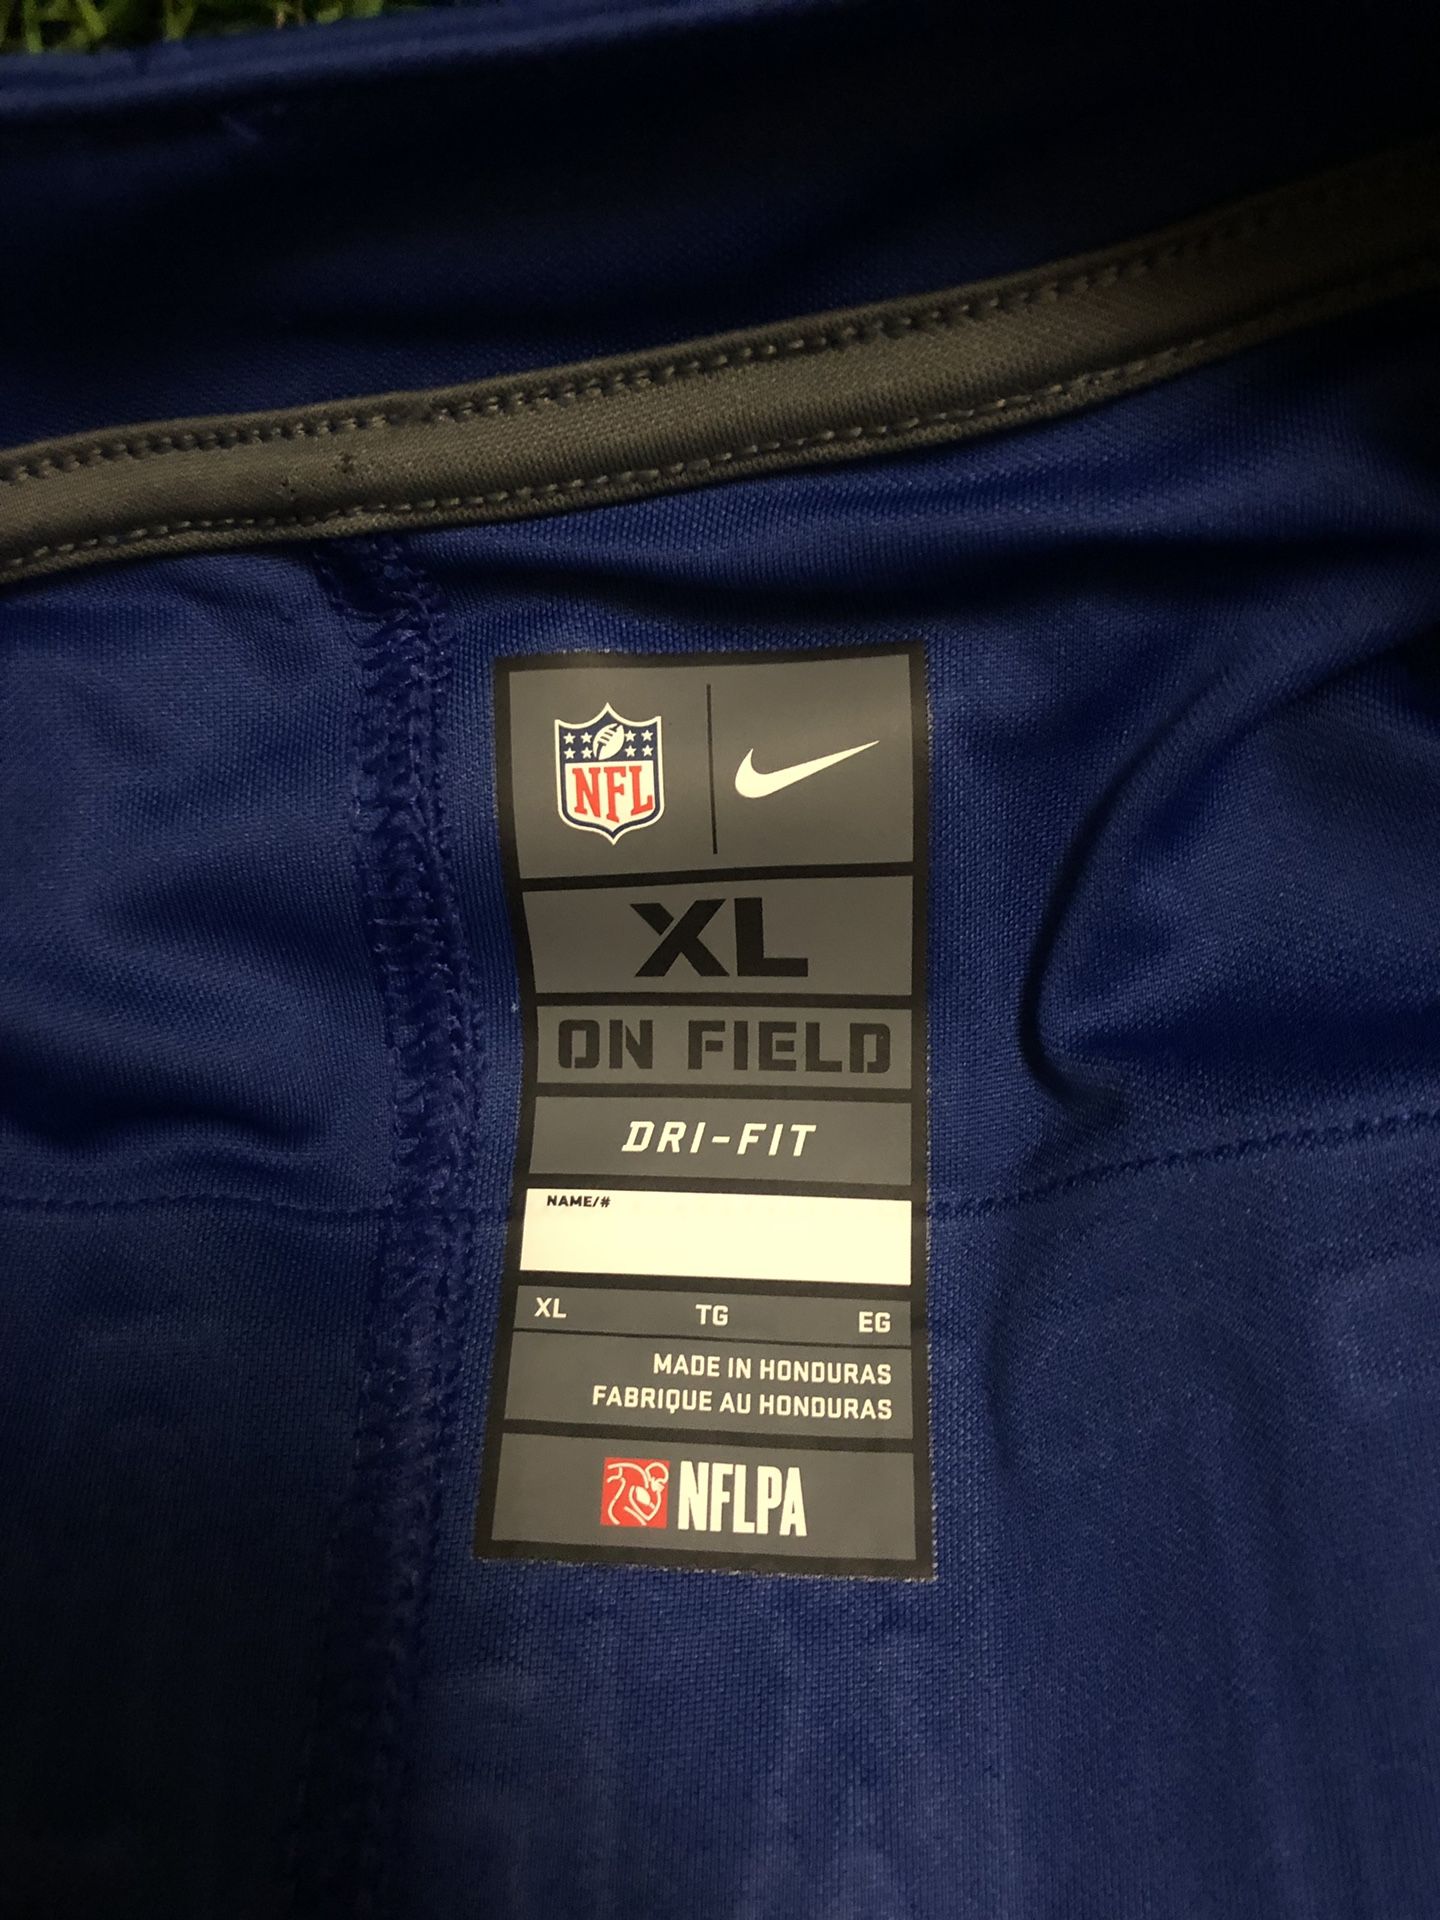 NFL
XL
ON FIELD
DRI-FIT
NAME/#
XL TG EG
MADE IN HONDURAS
FABRIQUE AU HONDURAS
NFLPA